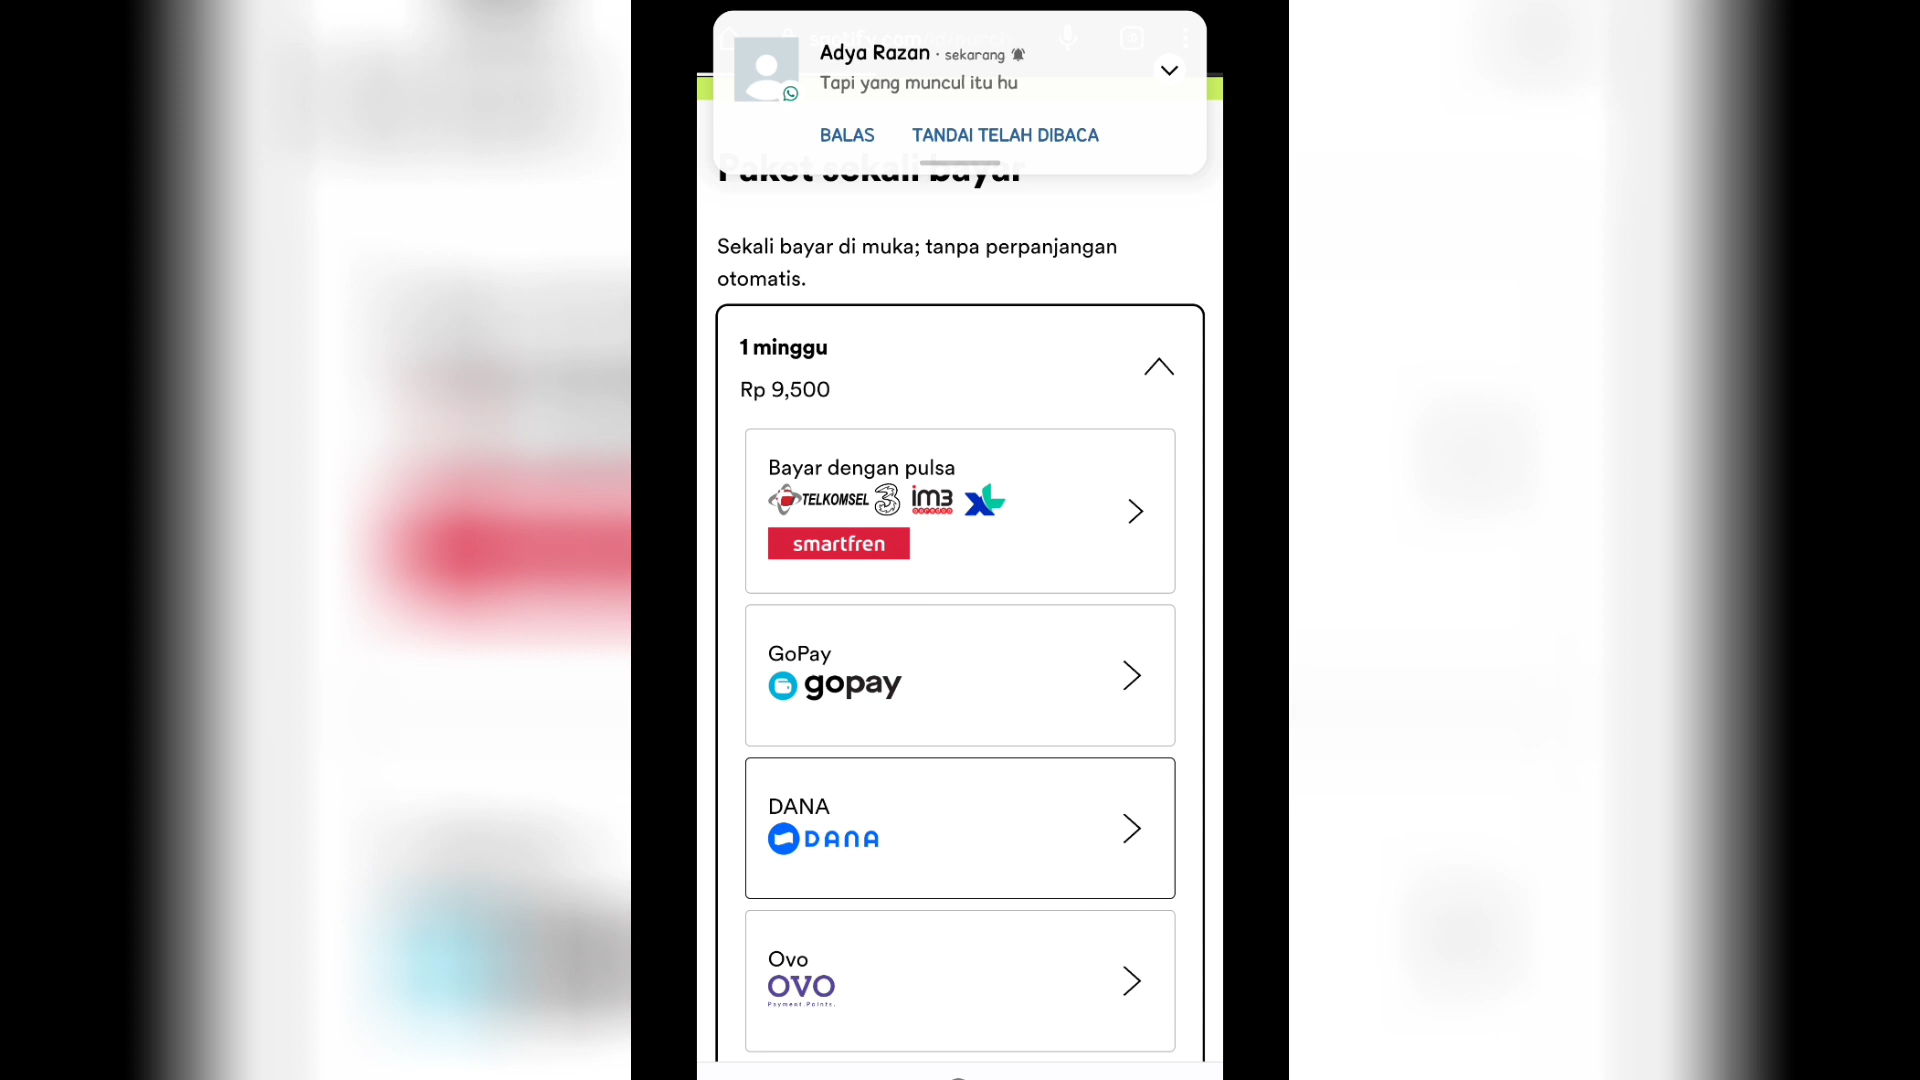 Adya Razan · sekarang
Tapi yang muncul itu hu
BALAS TANDAI TELAH DIBACA
Paket sekali bayar
Sekali bayar di muka; tanpa perpanjangan
otomatis.
1 minggu
Rp 9,500
Bayar dengan pulsa
TELKOMSEL 3 im3 ooredoo XL
smartfren
GoPay
gopay
DANA
DANA
Ovo
OVO
Payment.Points.